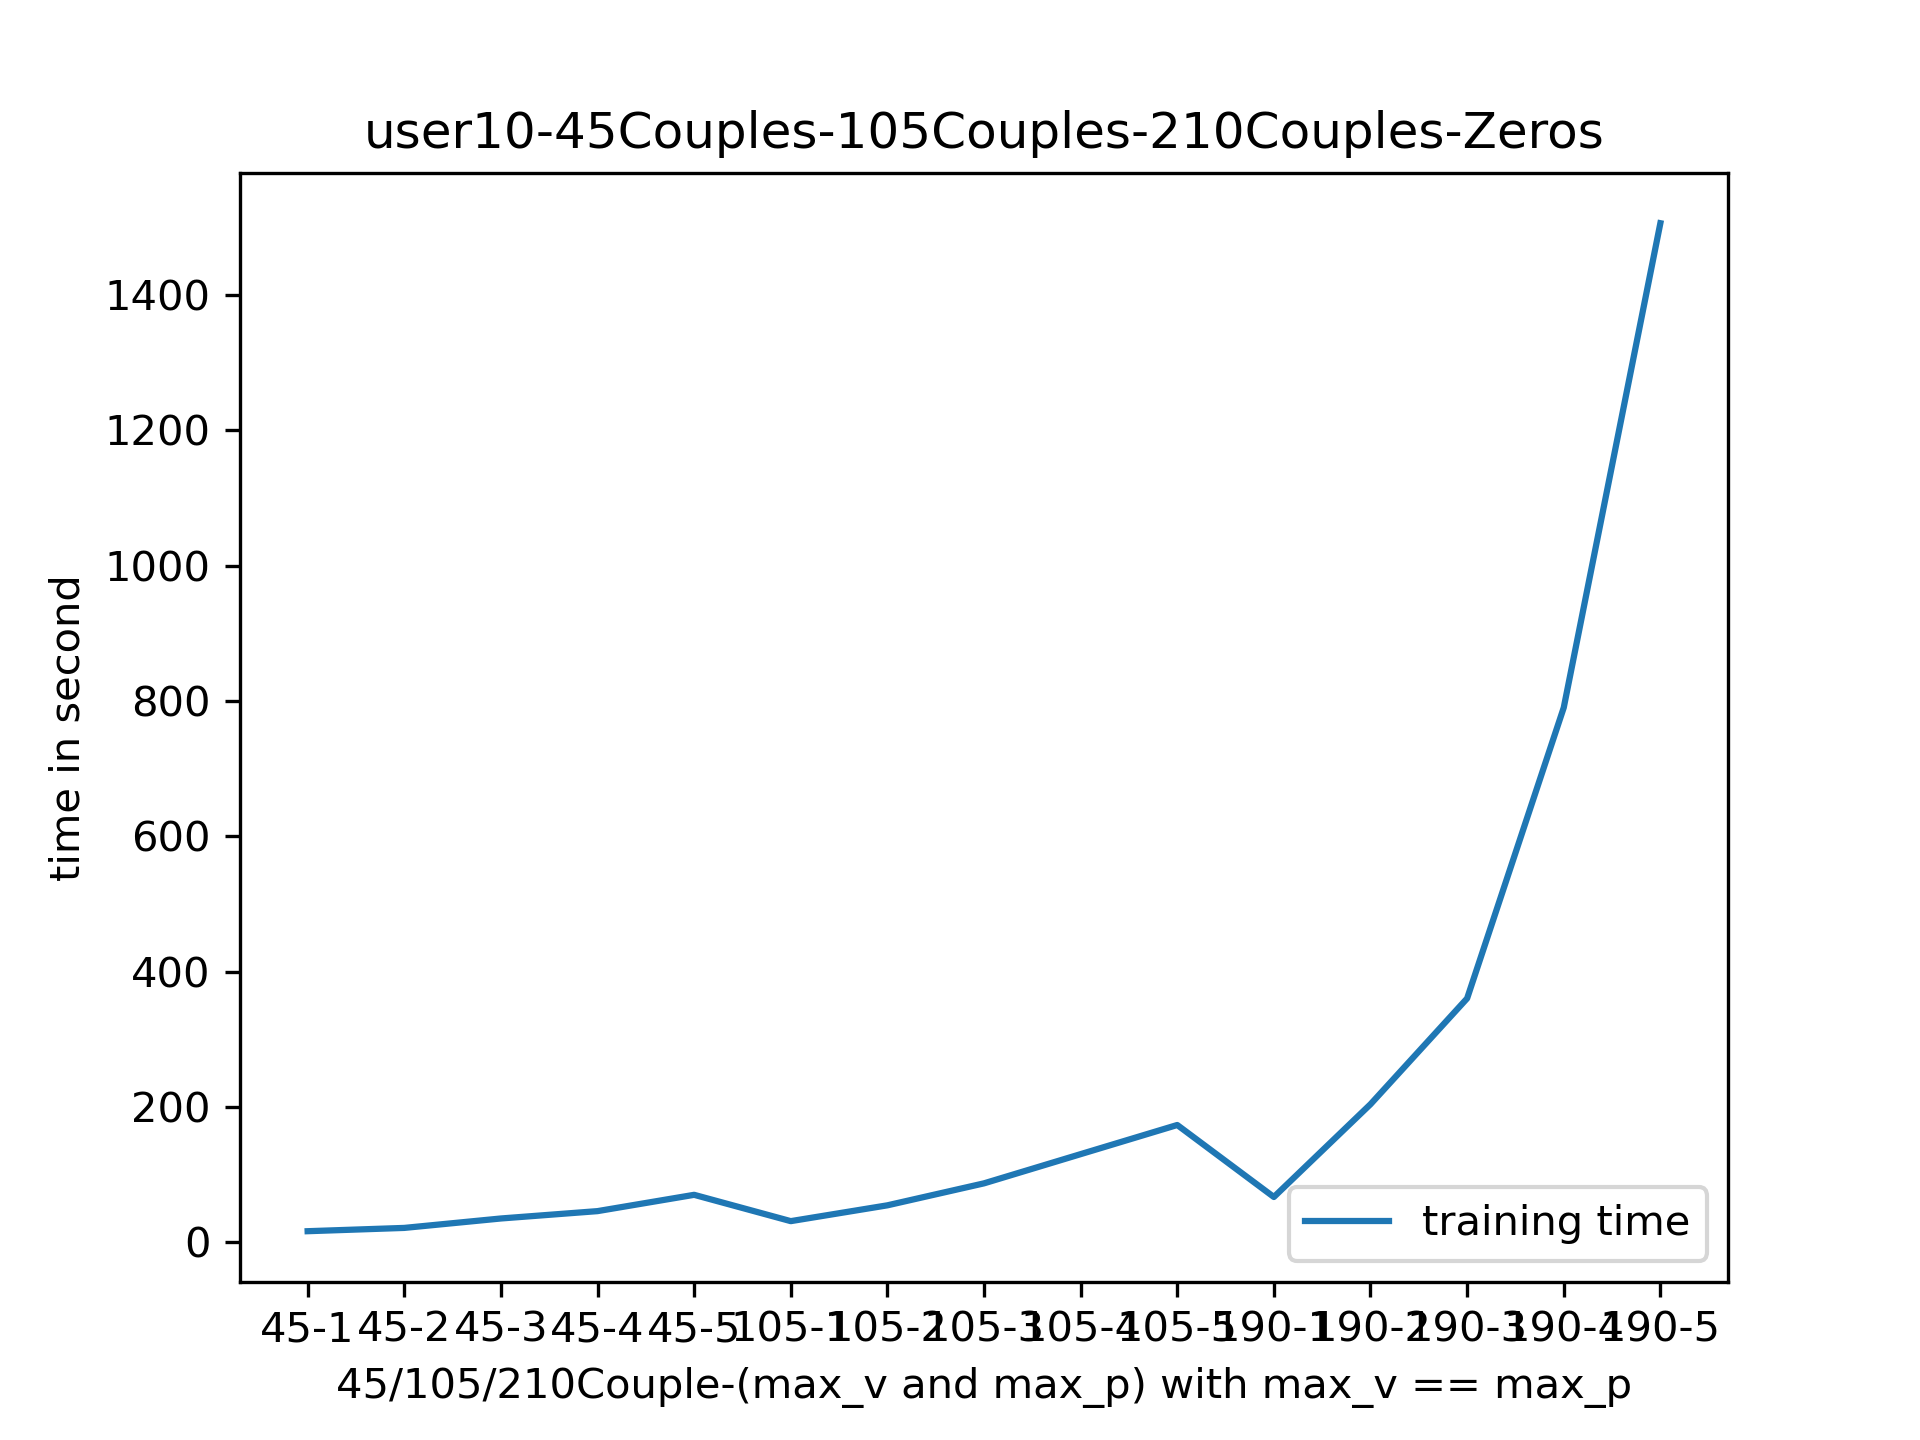 user10-45Couples-105Couples-210Couples-Zeros
1400
1200
1000
800
600
400
200
0
time in second
training time
45-1 45-2 45-3 45-4 45-5 105-1 105-2 105-3 105-4 105-5 190-1 190-2 190-3 190-4 190-5
45/105/210Couple-(max_v and max_p) with max_v == max_p